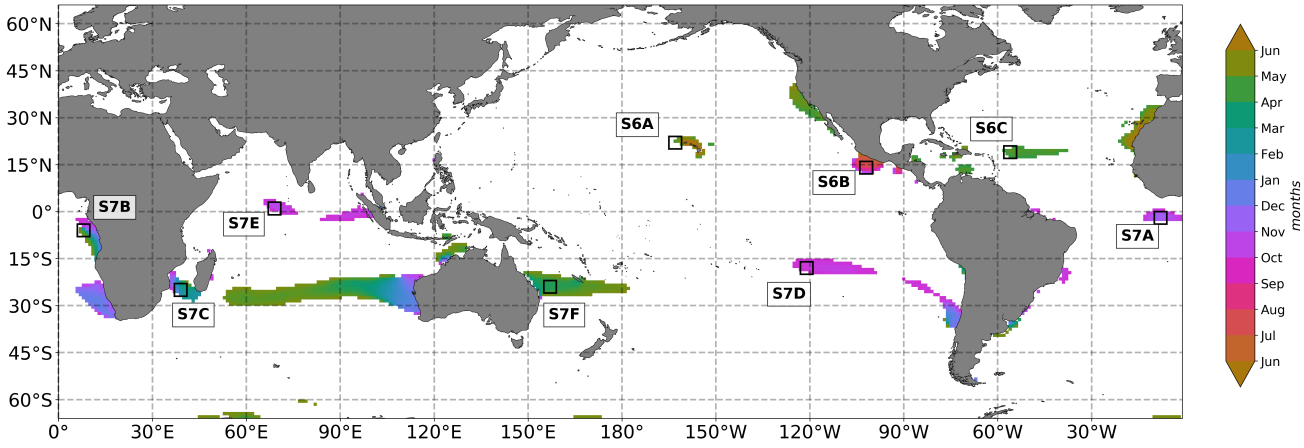 60°N
45°N
30°N
15°N
0°
15°S
30°S
45°S
60°S
0
30°E
60°E
90°E
120°E
150°E
180°E
150°W
120°W
90°W
60°W
30°W
S6A
S6C
S6B
S7B
S7E
S7A
S7D
S7C
S7F
Jun
May
Apr
Mar
Feb
Jan
Dec
Nov
Oct
Sep
Aug
Jul
Jun
months